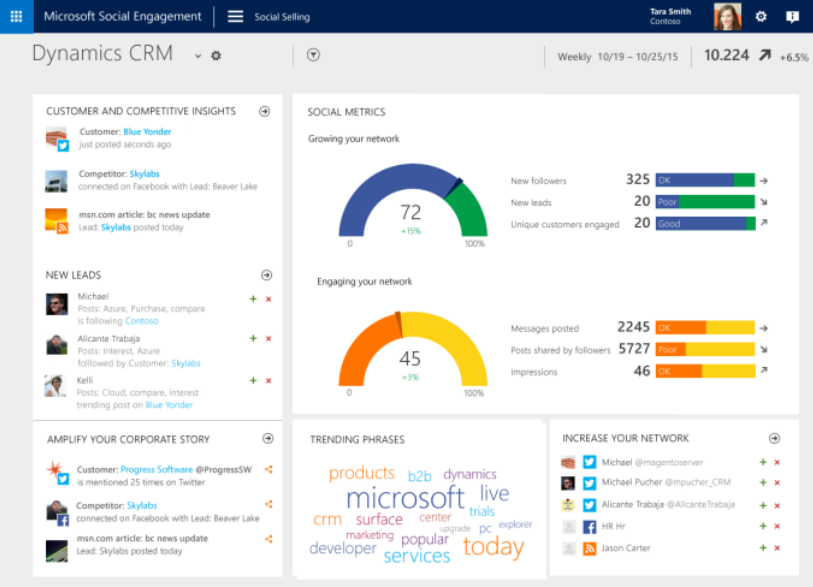 Microsoft Social Engagement
Social Selling
Tara Smith
Contoso
Dynamics CRM
Weekly 10/19 – 10/25/15
10.224
+6.5%
CUSTOMER AND COMPETITIVE INSIGHTS
Customer: Blue Yonder
just posted seconds ago
Competitor: Skylabs
connected on Facebook with Lead: Beaver Lake
msn.com article: bc news update
Lead: Skylabs posted today
NEW LEADS
Michael
Posts: Azure, Purchase, compare
is following Contoso
Alicante Trabaja
Posts: Interest, Azure
folllowed by Customer: Skylabs
Kelli
Posts: Cloud, compare, interest
trending post on Blue Yonder
AMPLIFY YOUR CORPORATE STORY
Customer: Progress Software @ProgressSW
is mentioned 25 times on Twitter
Competitor: Skylabs
connected on Facebook with Lead: Beaver Lake
msn.com article: bc news update
Lead: Skylabs posted today
SOCIAL METRICS
Growing your network
72
+15%
0
100%
New followers 325 OK
New leads 20 Poor
Unique customers engaged 20 Good
Engaging your network
45
+3%
0
100%
Messages posted 2245 OK
Posts shared by followers 5727 Poor
Impressions 46 OK
TRENDING PHRASES
products b2b dynamics
microsoft live
trials
crm surface center
upgrade pc explorer
marketing popular
developer services today
INCREASE YOUR NETWORK
Michael @magentoserver
Michael Pucher @mpucher_CRM
Alicante Trabaja @AlicanteTrabaja
HR Hr
Jason Carter